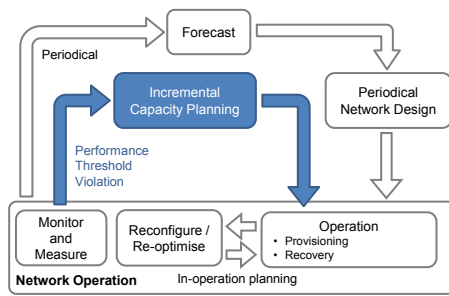 Forecast
Periodical
Incremental
Capacity Planning
Periodical
Network Design
Performance
Threshold
Violation
Monitor
and
Measure
Reconfigure /
Re-optimise
Operation
• Provisioning
• Recovery
Network Operation
In-operation planning